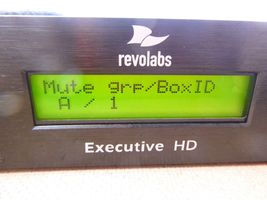 revolabs
Mute grp/BoxID
A / 1
Executive HD